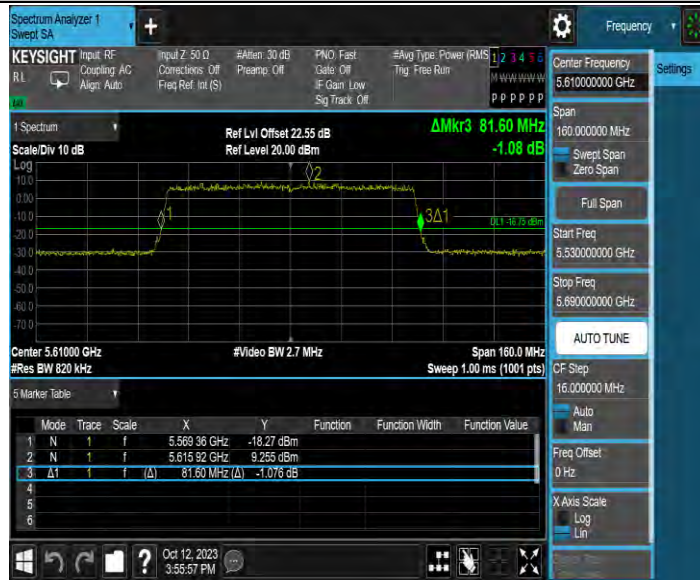 Spectrum Analyzer 1
Swept SA
+
Frequency
KEYSIGHT Input: RF Input Z: 50 Ω #Atten: 30 dB PNO: Fast #Avg Type: Power (RMS 1 2 3 4 5 6
RL Coupling: AC Corrections: Off Preamp: Off Gate: Off Trig: Free Run M W W W W W
Align: Auto Freq Ref: Int (S) IF Gain: Low
Sig Track: Off P P P P P P
1 Spectrum
Scale/Div 10 dB
Ref Lvl Offset 22.55 dB
Ref Level 20.00 dBm
ΔMkr3 81.60 MHz
-1.08 dB
Log
10.0
0.00
-10.0
-20.0
-30.0
-40.0
-50.0
-60.0
-70.0
1
2
3Δ1
DL1 -16.75 dBm
Center 5.61000 GHz #Video BW 2.7 MHz Span 160.0 MHz
#Res BW 820 kHz Sweep 1.00 ms (1001 pts)
5 Marker Table
Mode Trace Scale X Y Function Function Width Function Value
1 N 1 f 5.569 36 GHz -18.27 dBm
2 N 1 f 5.615 92 GHz 9.255 dBm
3 Δ1 1 f (Δ) 81.60 MHz (Δ) -1.076 dB
4
5
6
? Oct 12, 2023
3:55:57 PM
Center Frequency
5.610000000 GHz
Settings
Span
160.000000 MHz
Swept Span
Zero Span
Full Span
Start Freq
5.530000000 GHz
Stop Freq
5.690000000 GHz
AUTO TUNE
CF Step
16.000000 MHz
Auto
Man
Freq Offset
0 Hz
X Axis Scale
Log
Lin